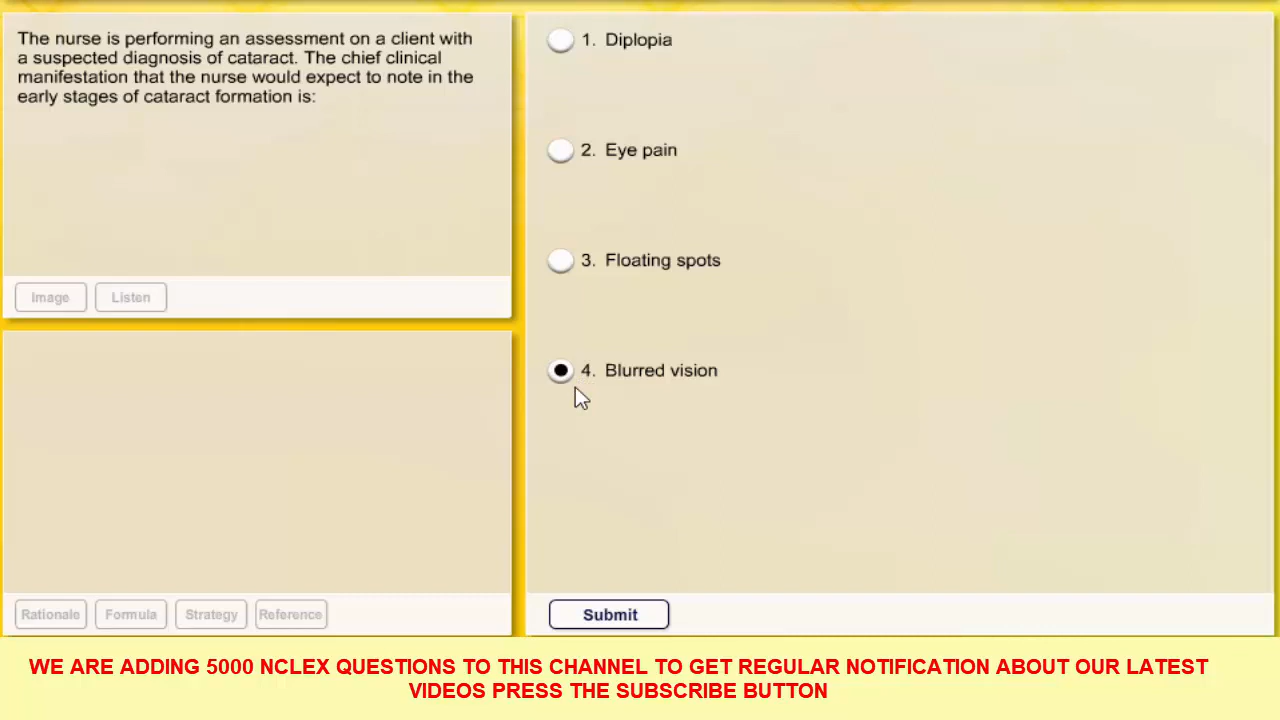 The nurse is performing an assessment on a client with
a suspected diagnosis of cataract. The chief clinical
manifestation that the nurse would expect to note in the
early stages of cataract formation is:
Image
Listen
Rationale
Formula
Strategy
Reference
1. Diplopia
2. Eye pain
3. Floating spots
4. Blurred vision
Submit
WE ARE ADDING 5000 NCLEX QUESTIONS TO THIS CHANNEL TO GET REGULAR NOTIFICATION ABOUT OUR LATEST
VIDEOS PRESS THE SUBSCRIBE BUTTON